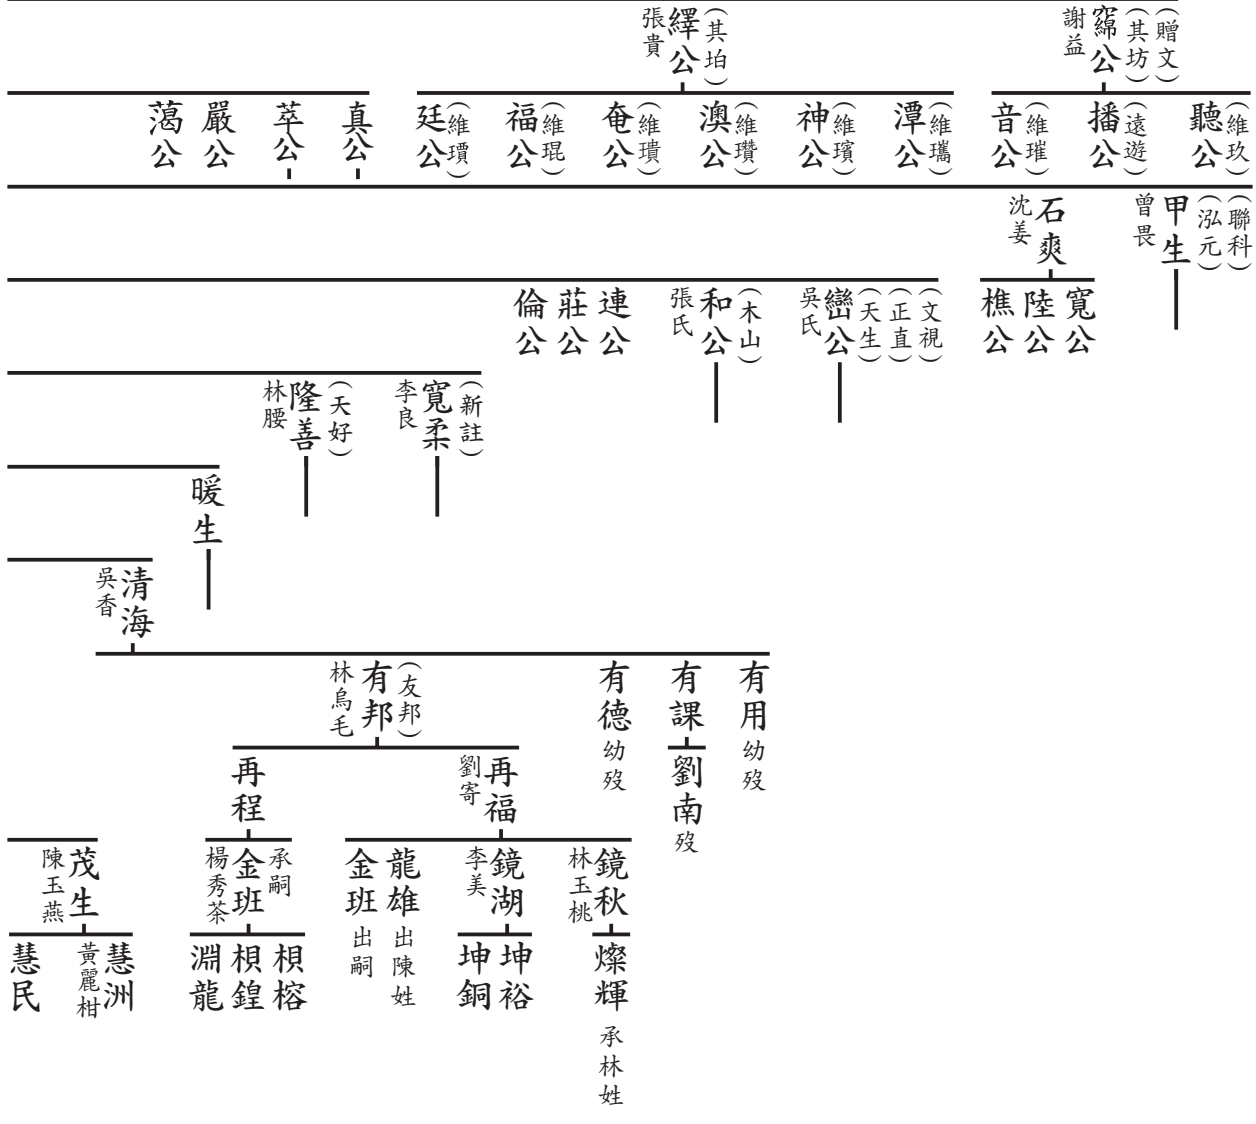 (贈文)
(其坊)
窺公
謝益
(其珀)
繹公
張貴
聽公(維玖)
播公(遠遊)
音公(維璀)
潭公(維瓗)
神公(維璸)
澳公(維瓚)
奄公(維璝)
福公(維琨)
廷公(維瓊)
真公
萃公
嚴公
藹公
(聯科)
(泓元)
甲生
曾畏
石爽
沈姜
寬公
陸公
樵公
(文視)
(正直)
(天生)
巒公
吳氏
(木山)
和公
張氏
連公
莊公
倫公
(新註)
寬柔
李良
(天好)
隆善
林腰
暖生
清海
吳香
有用 幼歿
有課
有德 幼歿
(友邦)
有邦
林烏毛
劉南 歿
再福
劉寄
再程
鏡秋
林玉桃
鏡湖
李美
龍雄 出陳姓
金班 出嗣
承嗣
金班
楊秀茶
茂生
陳玉燕
燦輝 承林姓
坤裕
坤銅
棖榕
棖鍠
淵龍
慧洲
黃麗柑
慧民